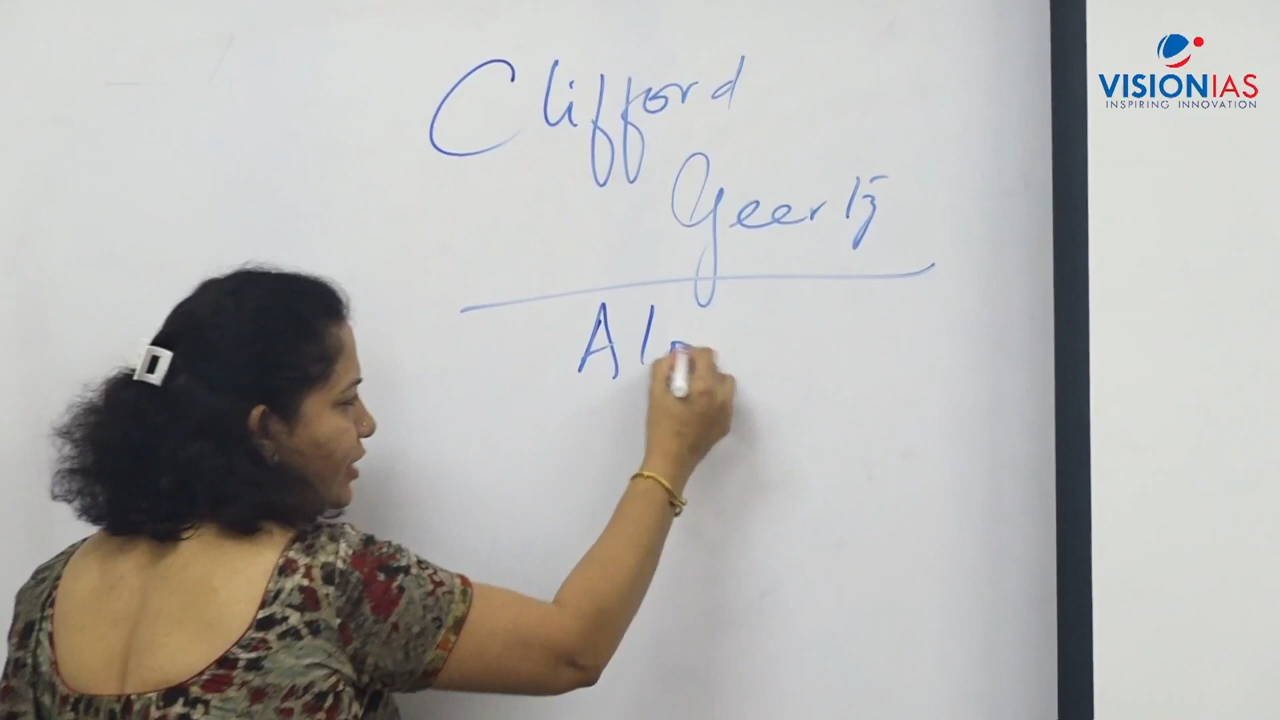 Clifford
Geertz
Al
VISIONIAS
INSPIRING INNOVATION